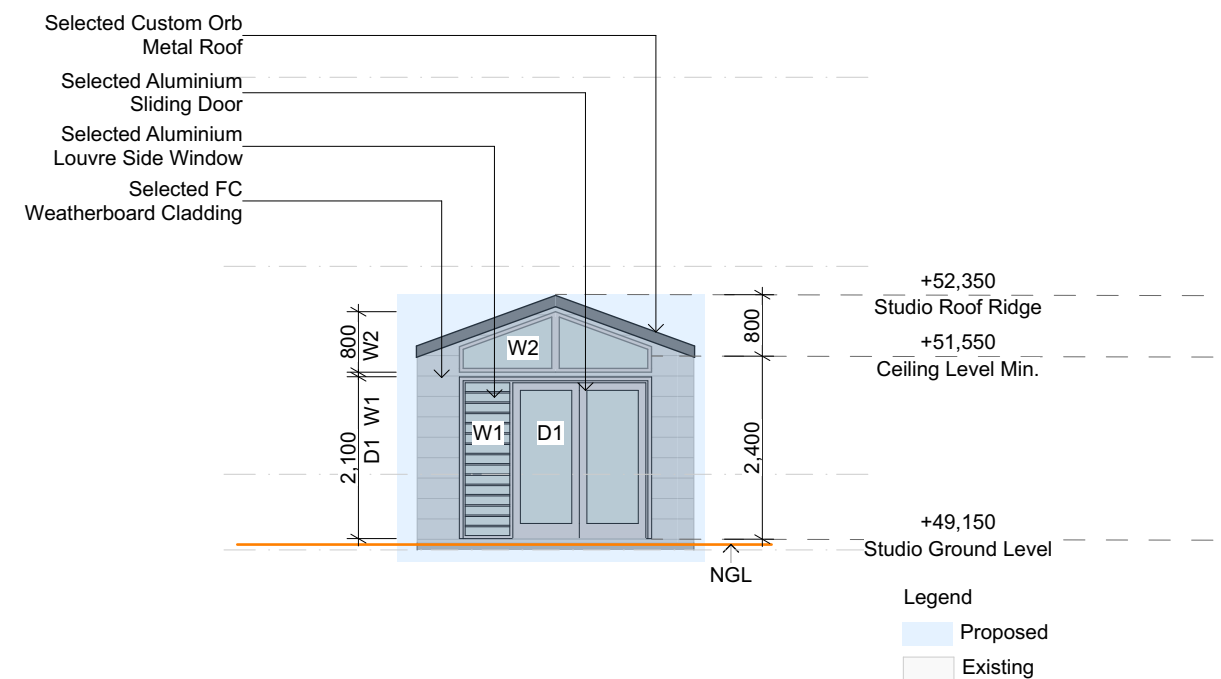 Selected Custom Orb
Metal Roof
Selected Aluminium
Sliding Door
Selected Aluminium
Louvre Side Window
Selected FC
Weatherboard Cladding
+52,350
Studio Roof Ridge
800
+51,550
Ceiling Level Min.
800
W2
W2
2,100
D1 W1
W1
D1
2,400
+49,150
Studio Ground Level
NGL
Legend
Proposed
Existing